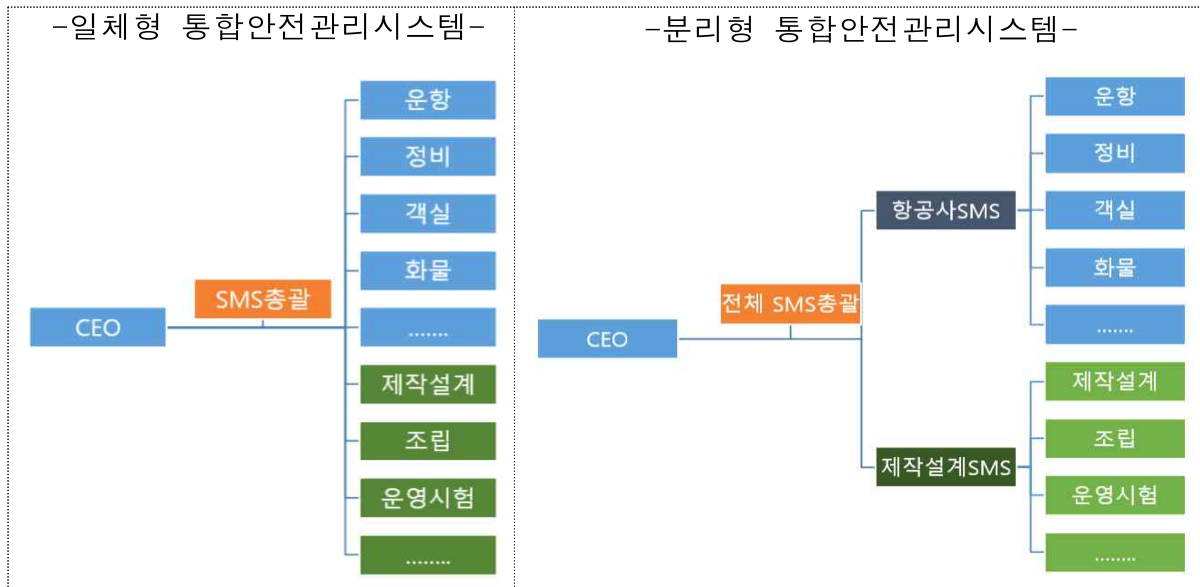 -일체형 통합안전관리시스템-
CEO
SMS총괄
운항
정비
객실
화물
.......
제작설계
조립
운영시험
........
-분리형 통합안전관리시스템-
CEO
전체 SMS총괄
항공사SMS
운항
정비
객실
화물
.......
제작설계SMS
제작설계
조립
운영시험
........